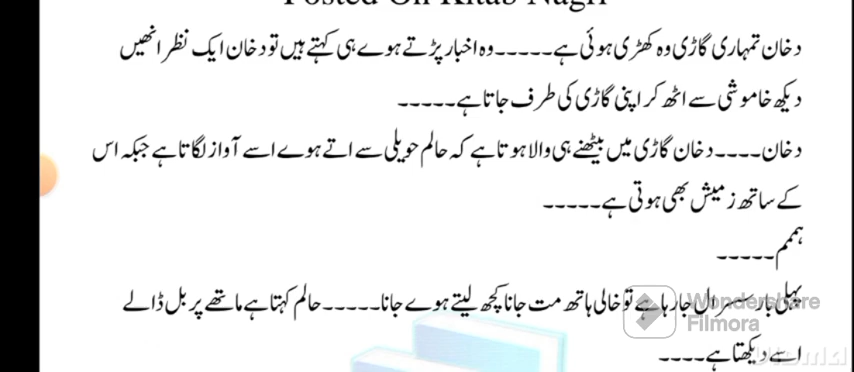 Posted On Kitab Nagri
دخان تمہاری گاڑی وہ کھڑی ہوئی ہے۔۔۔۔۔وہ اخبار پڑتے ہوے ہی کہتے ہیں تو دخان ایک نظر انھیں
دیکھ خاموشی سے اٹھ کر اپنی گاڑی کی طرف جاتا ہے۔۔۔۔۔
دخان۔۔۔۔دخان گاڑی میں بیٹھنے ہی والا ہوتا ہے کہ حالم حویلی سے اتے ہوے اسے آواز لگاتا ہے جبکہ اس
کے ساتھ زمیش بھی ہوتی ہے۔۔۔۔۔
ہممم۔۔۔۔۔
پہلی بار سسرال جا رہا ہے تو خالی ہاتھ مت جانا کچھ لیتے ہوے جانا۔۔۔۔۔حالم کہتا ہے ماتھے پر بل ڈالے
اسے دیکھتا ہے۔۔۔۔
Wondershare
Filmora